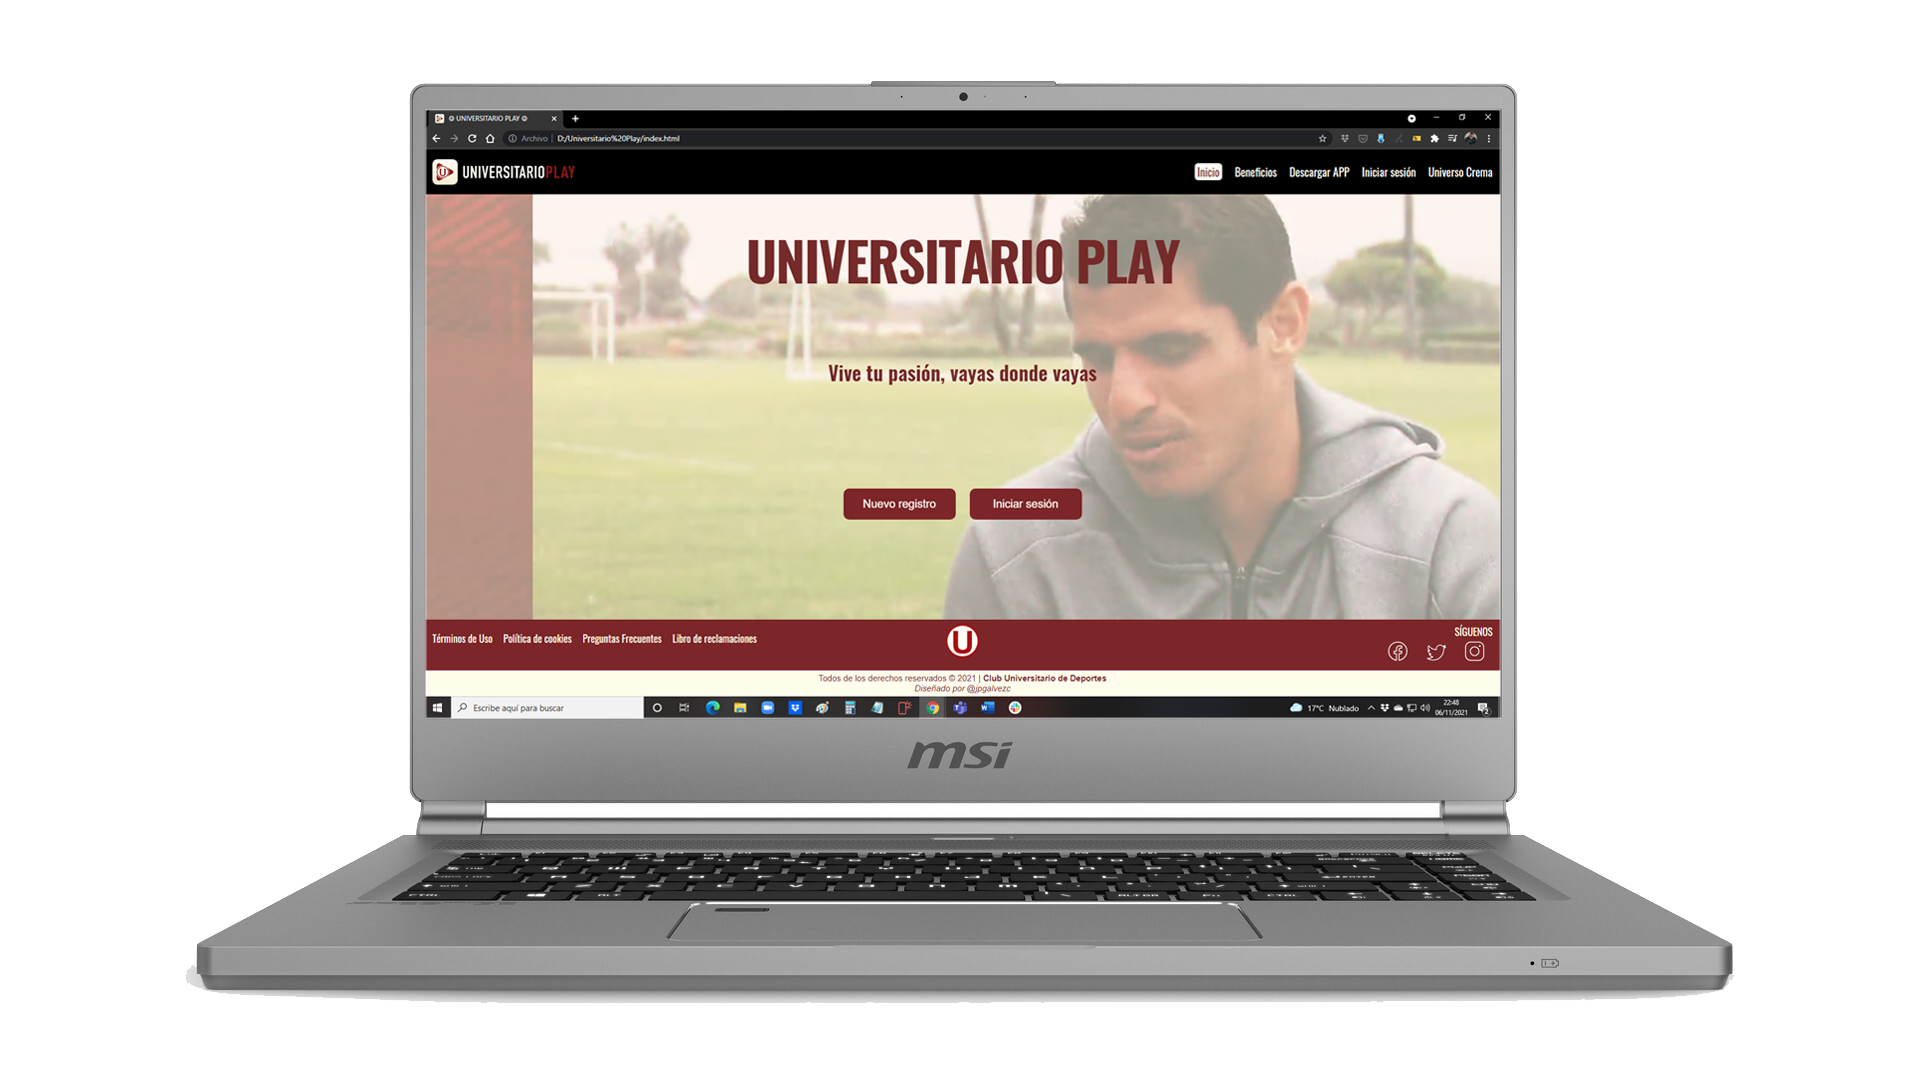 UNIVERSITARIO PLAY
Archivo | D:/Universitario%20Play/index.html
U UNIVERSITARIOPLAY
Inicio Beneficios Descargar APP Iniciar sesión Universo Crema
UNIVERSITARIO PLAY
Vive tu pasión, vayas donde vayas
Nuevo registro Iniciar sesión
Términos de Uso Política de cookies Preguntas Frecuentes Libro de reclamaciones
U
SÍGUENOS
Todos de los derechos reservados © 2021 | Club Universitario de Deportes
Diseñado por @jpgalvezc
Escribe aquí para buscar
17°C Nublado
22:48
06/11/2021
2
msi